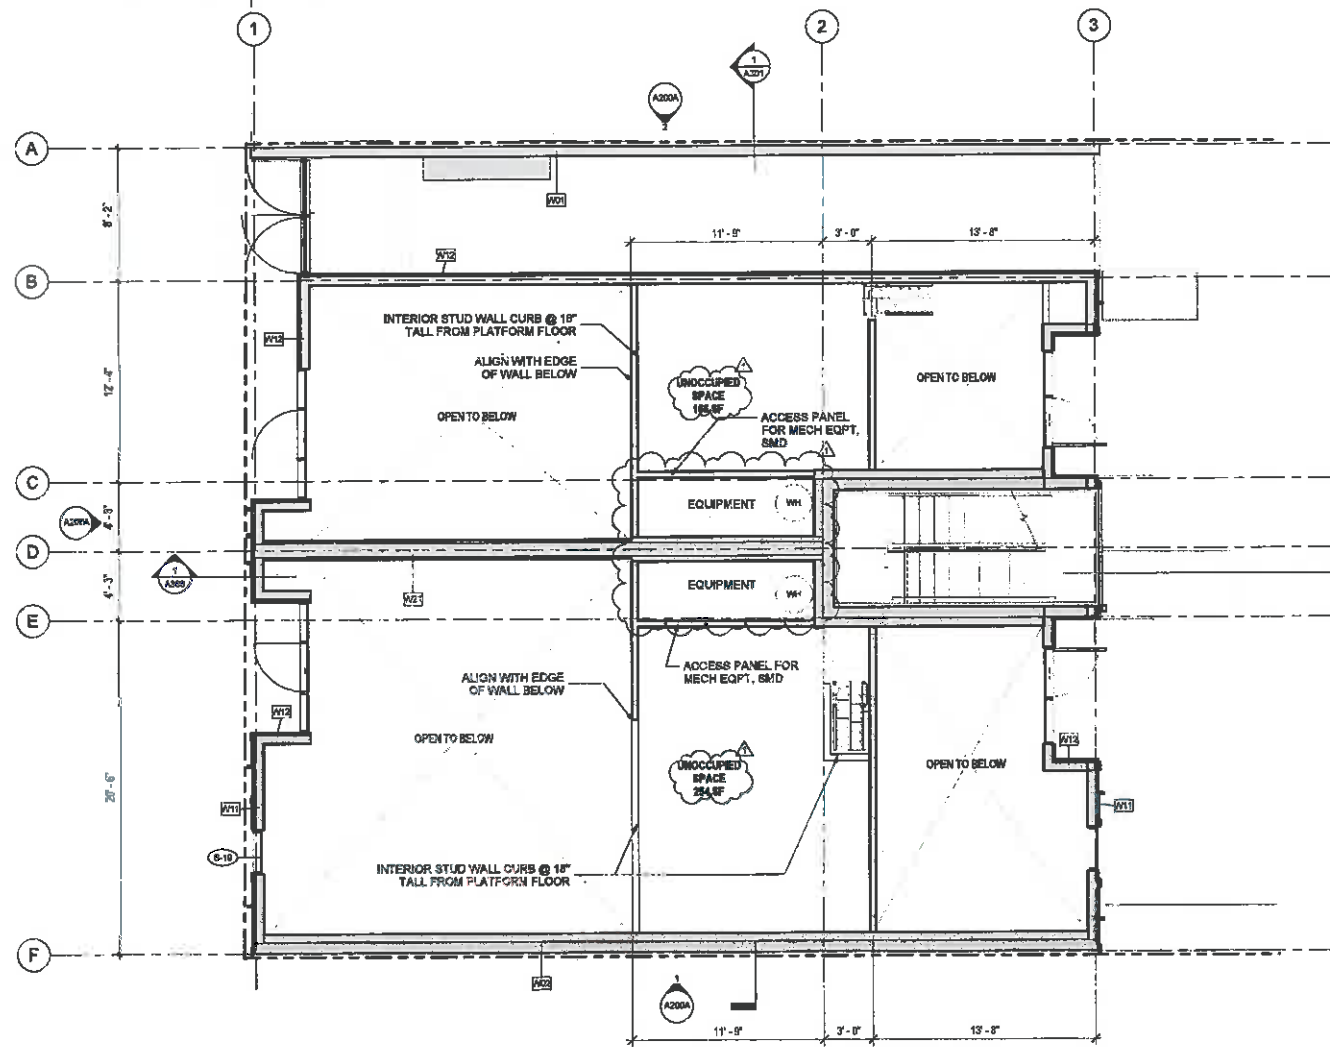 1
2
3
1
A301
A200A
2
A
8'-2"
W01
11'-9"
3'-0"
13'-8"
W12
B
INTERIOR STUD WALL CURB @ 18"
TALL FROM PLATFORM FLOOR
W12
ALIGN WITH EDGE
OF WALL BELOW
12'-4"
OPEN TO BELOW
1
UNOCCUPIED
SPACE
SF
OPEN TO BELOW
ACCESS PANEL
FOR MECH EQPT,
SMD
1
C
EQUIPMENT
WH
4'-3"
A200A
D
1
4'-3"
W21
EQUIPMENT
WH
E
ACCESS PANEL FOR
MECH EQPT, SMD
ALIGN WITH EDGE
OF WALL BELOW
W12
OPEN TO BELOW
W12
1
UNOCCUPIED
SPACE
SF
OPEN TO BELOW
20'-6"
W11
W11
INTERIOR STUD WALL CURB @ 18"
TALL FROM PLATFORM FLOOR
F
W02
1
A200A
11'-9"
3'-0"
13'-8"